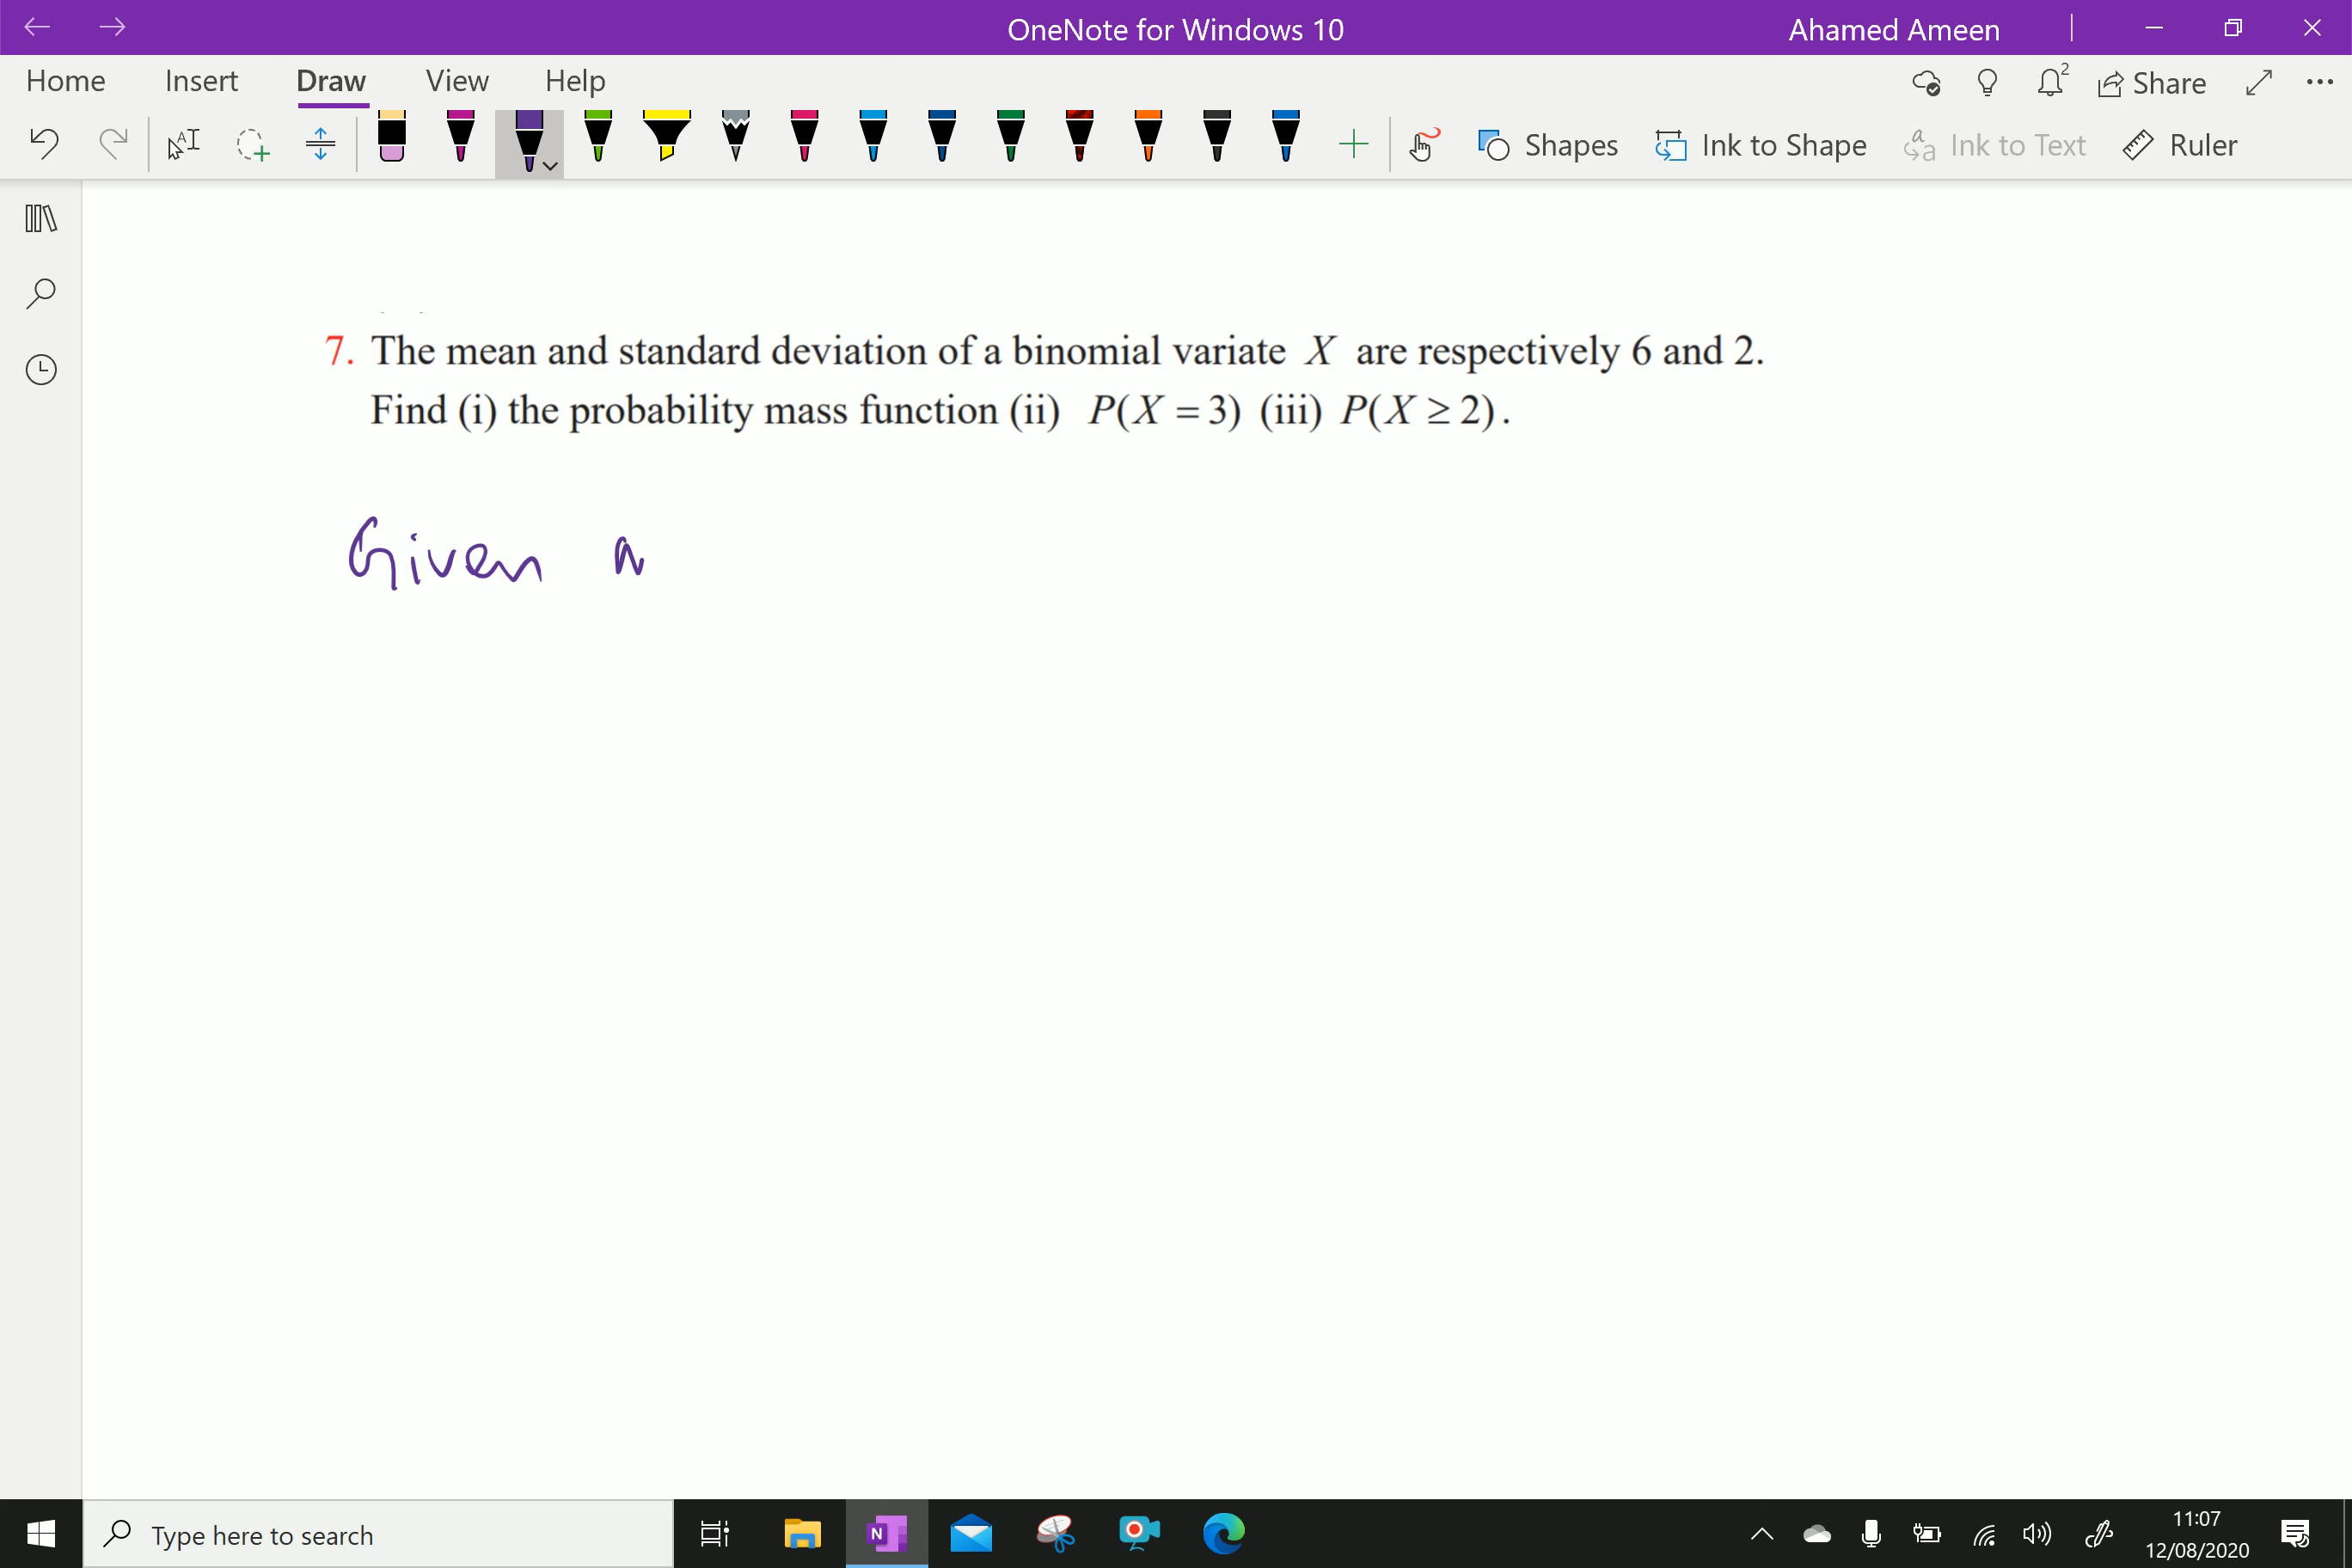 OneNote for Windows 10
Ahamed Ameen
Home Insert Draw View Help
2 Share
Shapes Ink to Shape Ink to Text Ruler
7. The mean and standard deviation of a binomial variate X are respectively 6 and 2.
Find (i) the probability mass function (ii) P(X = 3) (iii) P(X ≥ 2).
Given
Type here to search
11:07
12/08/2020